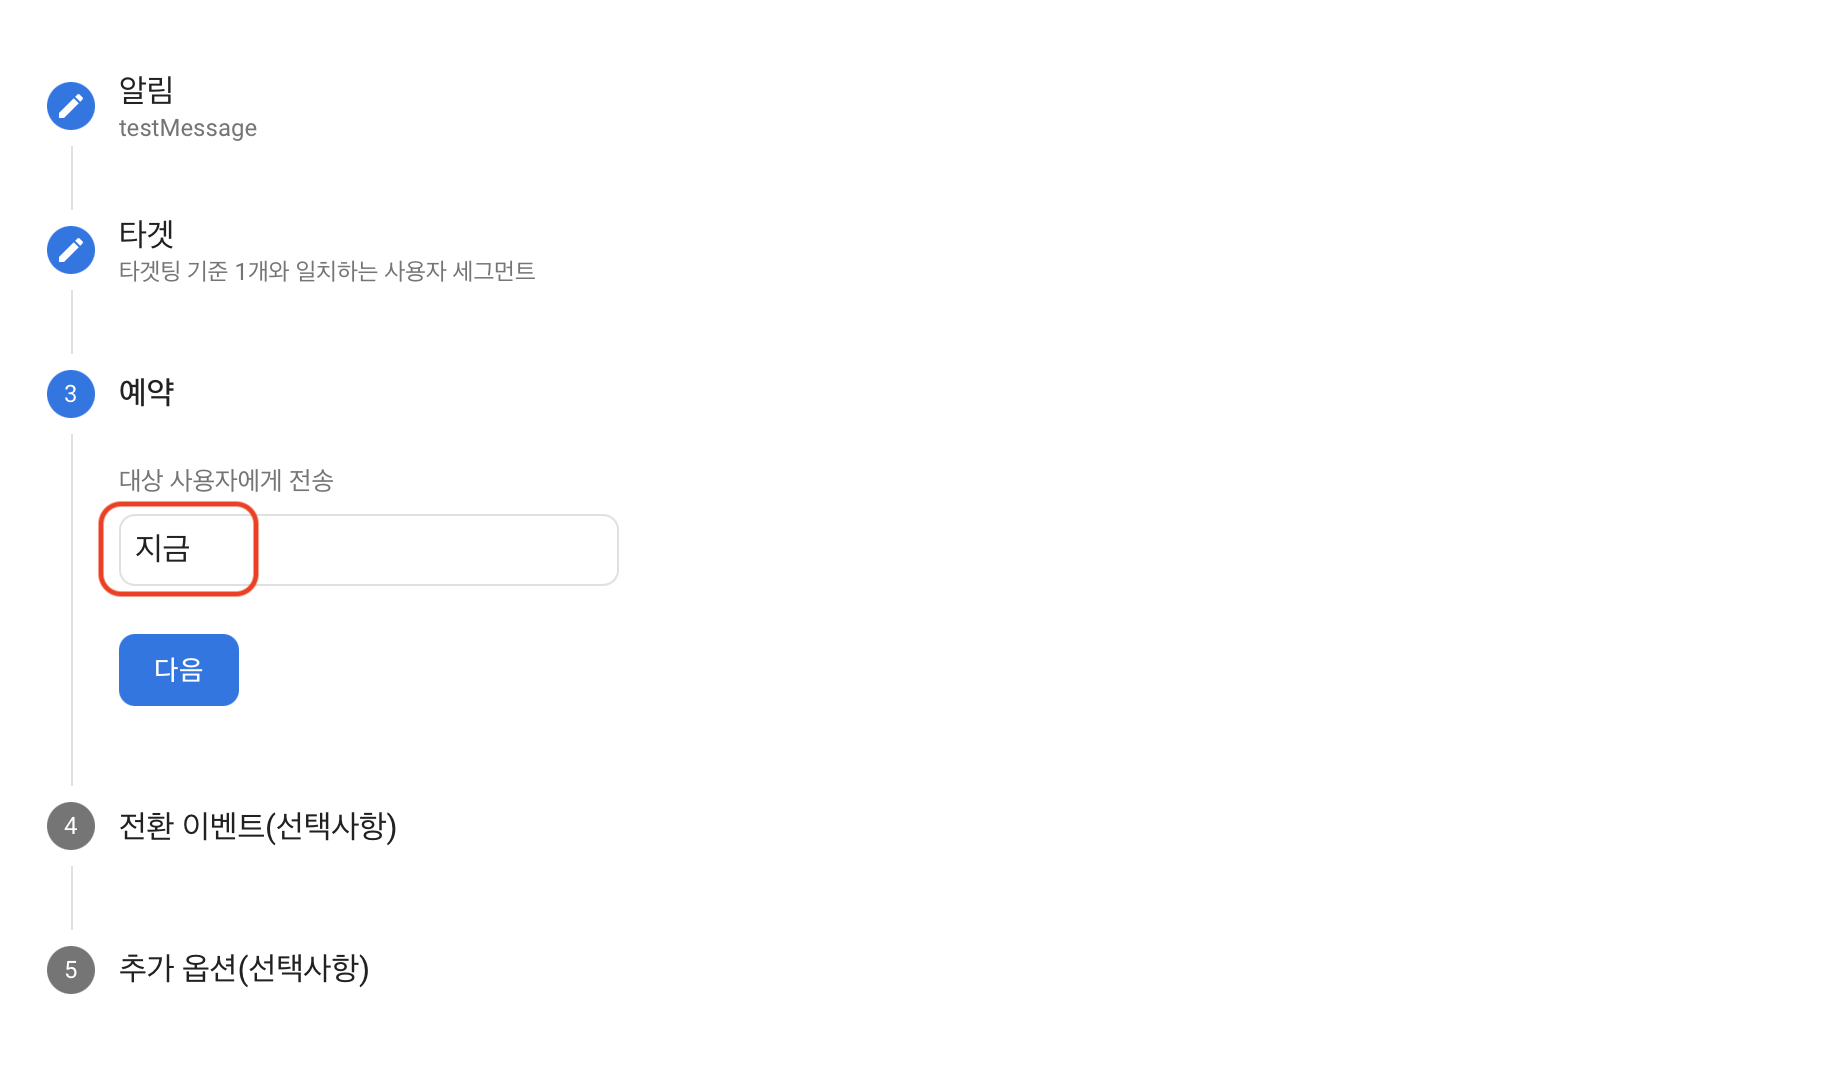 알림
testMessage
타겟
타겟팅 기준 1개와 일치하는 사용자 세그먼트
3 예약
대상 사용자에게 전송
지금
다음
4 전환 이벤트(선택사항)
5 추가 옵션(선택사항)